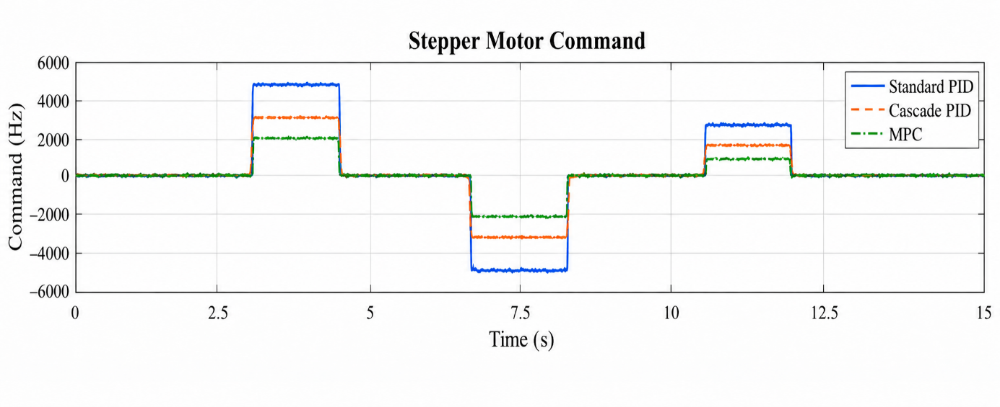 Stepper Motor Command
6000
4000
2000
0
−2000
−4000
−6000
Command (Hz)
Standard PID
Cascade PID
MPC
0 2.5 5 7.5 10 12.5 15
Time (s)